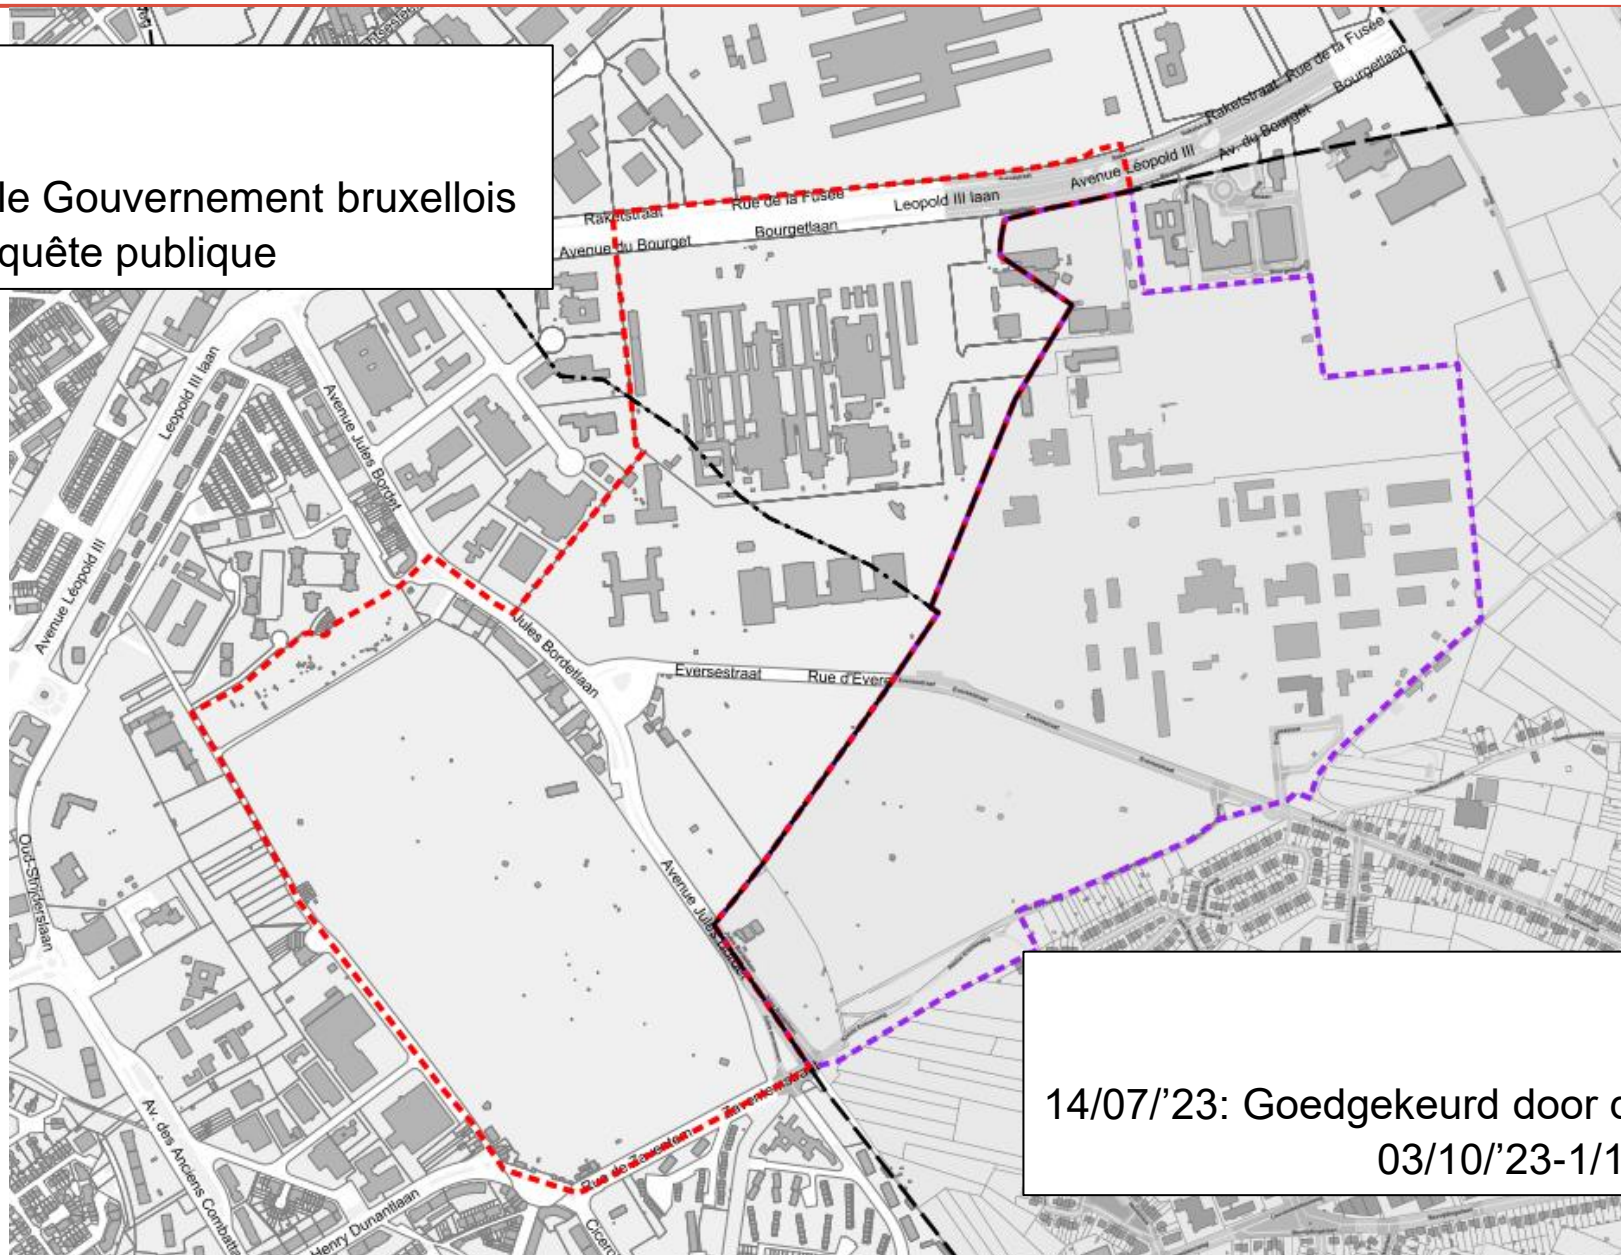 le Gouvernement bruxellois
quête publique
Rue de la Fusée
Raketstraat
Bourgetlaan
Av. du Bourget
Avenue Léopold III
Leopold III laan
Rue de la Fusée
Raketstraat
Bourgetlaan
Avenue du Bourget
Leopold III laan
Avenue Jules Bordet
Avenue Léopold III
Jules Bordetlaan
Eversestraat
Rue d'Evere
Oud-Strijderslaan
Avenue Jules Bordet
Zaventemstraat
Rue de Zaventem
Av. des Anciens Combatta
Henry Dunantlaan
Cicero
14/07/’23: Goedgekeurd door d
03/10/’23-1/1